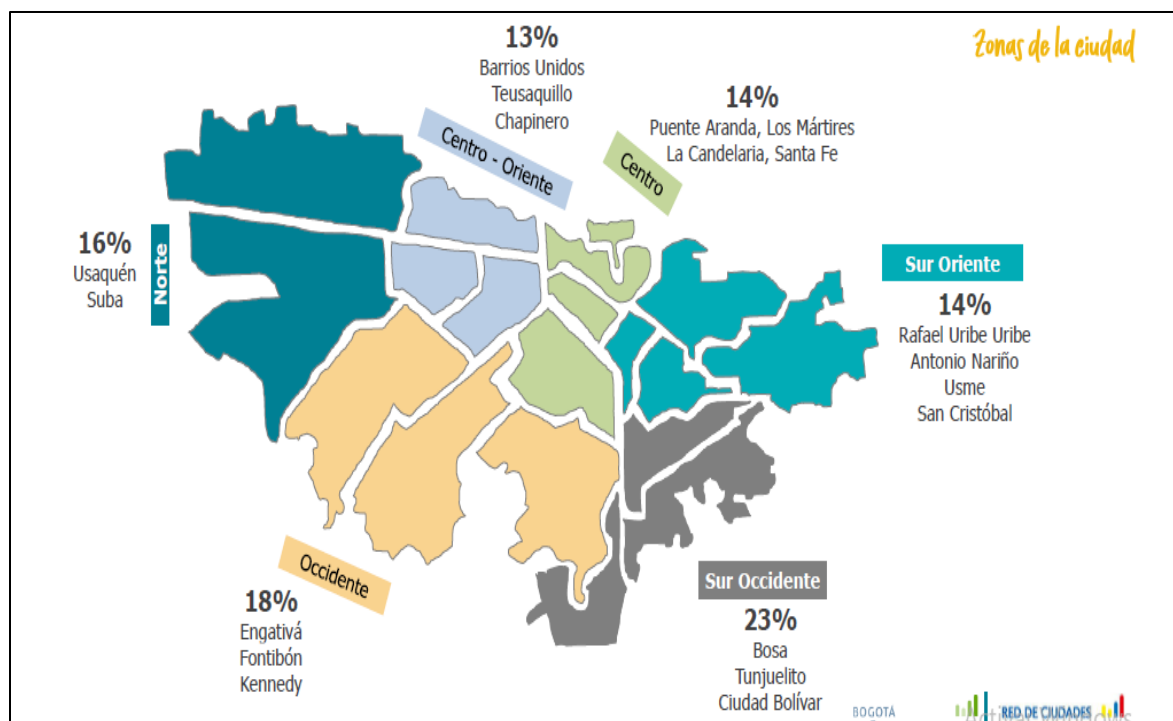 Zonas de la ciudad
13%
Barrios Unidos
Teusaquillo
Chapinero
Centro - Oriente
14%
Puente Aranda, Los Mártires
La Candelaria, Santa Fe
Centro
16%
Usaquén
Suba
Norte
Sur Oriente
14%
Rafael Uribe Uribe
Antonio Nariño
Usme
San Cristóbal
Occidente
18%
Engativá
Fontibón
Kennedy
Sur Occidente
23%
Bosa
Tunjuelito
Ciudad Bolívar
BOGOTÁ
RED DE CIUDADES